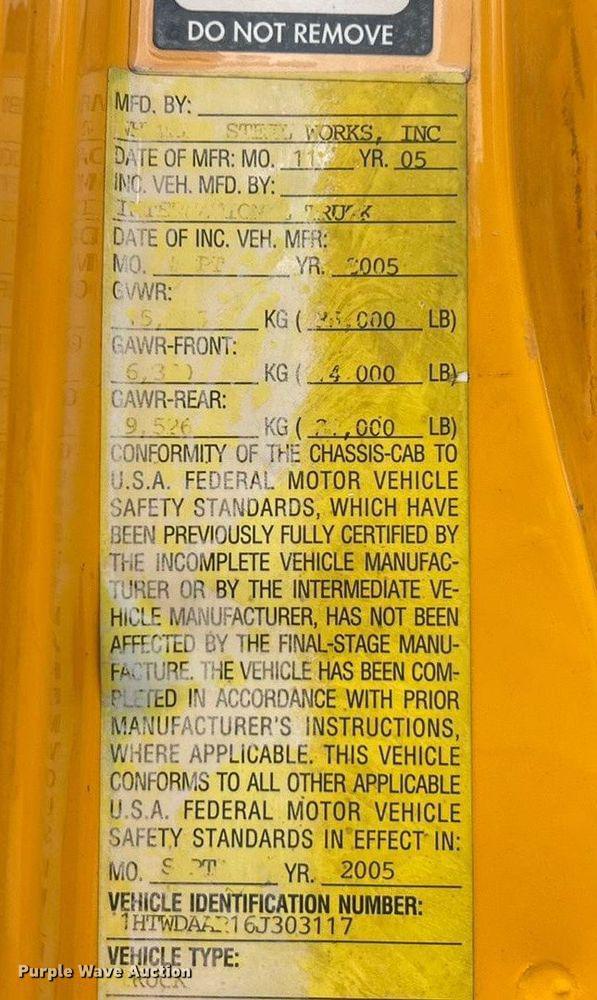 DO NOT REMOVE
MFD. BY:
WORKS, INC
DATE OF MFR: MO. 11 YR. 05
INC. VEH. MFD. BY:
TRUCK
DATE OF INC. VEH. MFR:
MO. YR. 2005
GVWR:
KG ( LB)
GAWR-FRONT:
KG ( LB)
GAWR-REAR:
9,526 KG ( LB)
CONFORMITY OF THE CHASSIS-CAB TO
U.S.A. FEDERAL MOTOR VEHICLE
SAFETY STANDARDS, WHICH HAVE
BEEN PREVIOUSLY FULLY CERTIFIED BY
THE INCOMPLETE VEHICLE MANUFAC-
TURER OR BY THE INTERMEDIATE VE-
HICLE MANUFACTURER, HAS NOT BEEN
AFFECTED BY THE FINAL-STAGE MANU-
FACTURE. THE VEHICLE HAS BEEN COM-
PLETED IN ACCORDANCE WITH PRIOR
MANUFACTURER'S INSTRUCTIONS,
WHERE APPLICABLE. THIS VEHICLE
CONFORMS TO ALL OTHER APPLICABLE
U.S.A. FEDERAL MOTOR VEHICLE
SAFETY STANDARDS IN EFFECT IN:
MO. YR. 2005
VEHICLE IDENTIFICATION NUMBER:
VEHICLE TYPE:
TRUCK
Purple Wave Auction